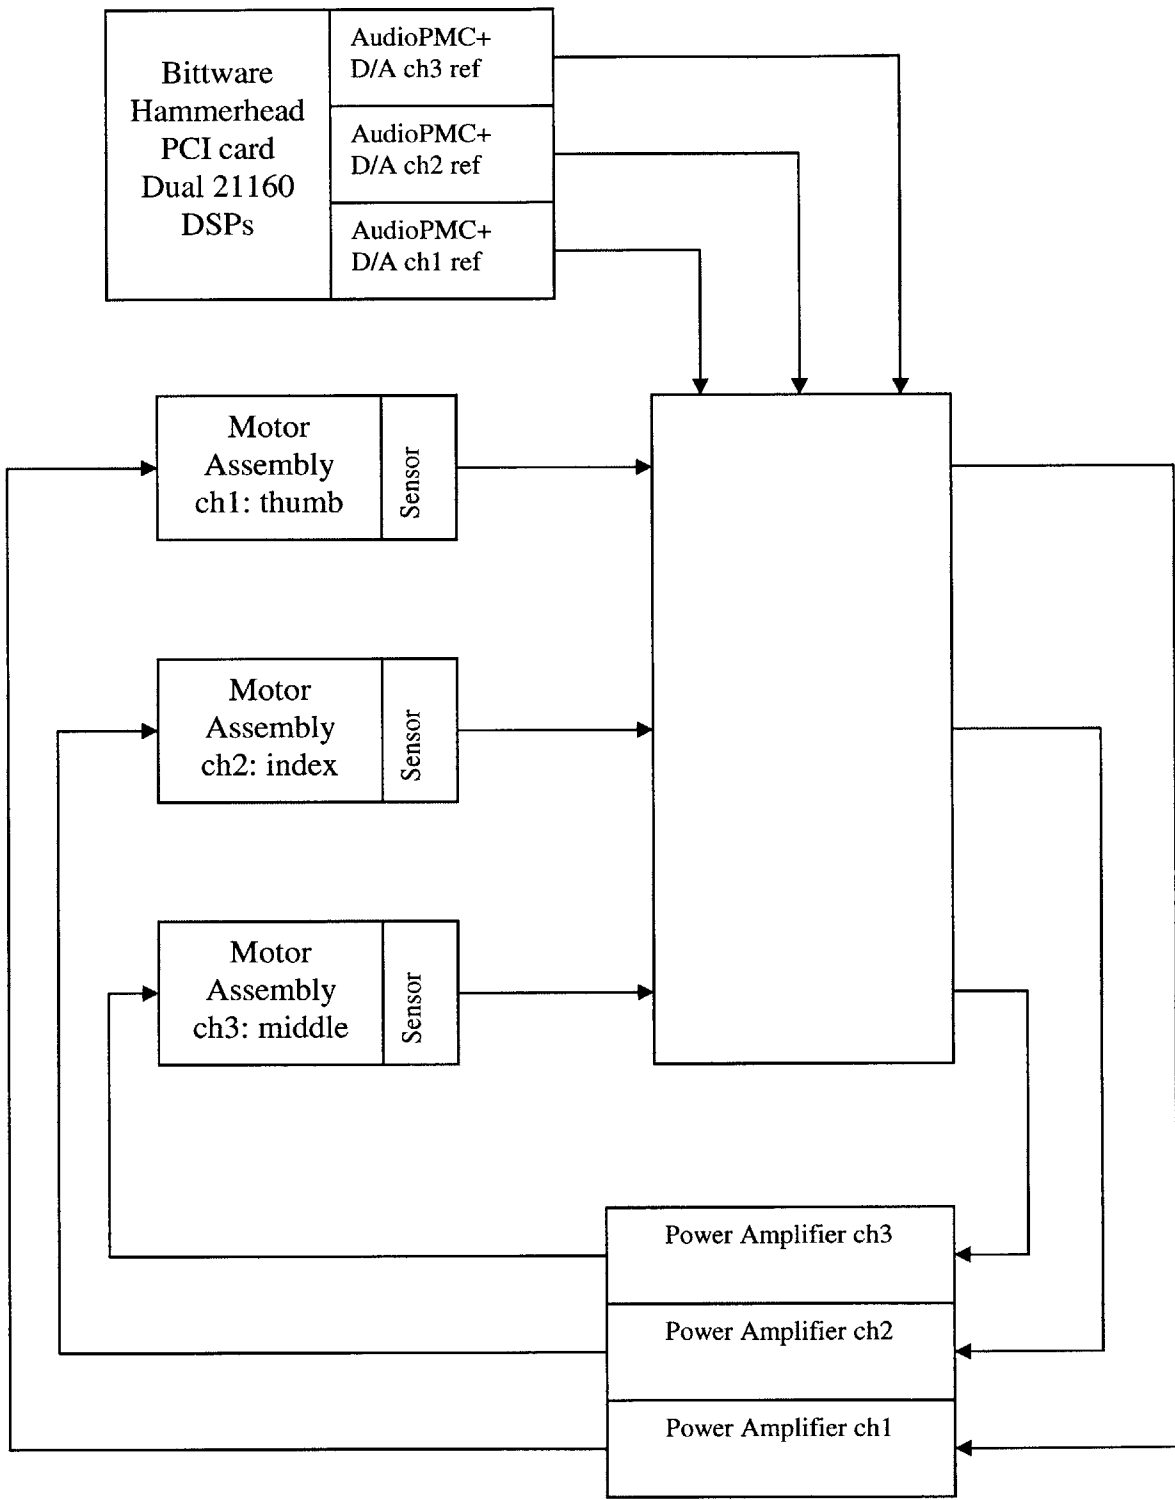 Bittware
Hammerhead
PCI card
Dual 21160
DSPs
AudioPMC+
D/A ch3 ref
AudioPMC+
D/A ch2 ref
AudioPMC+
D/A ch1 ref
Motor
Assembly
ch1: thumb
Sensor
Motor
Assembly
ch2: index
Sensor
Motor
Assembly
ch3: middle
Sensor
Power Amplifier ch3
Power Amplifier ch2
Power Amplifier ch1